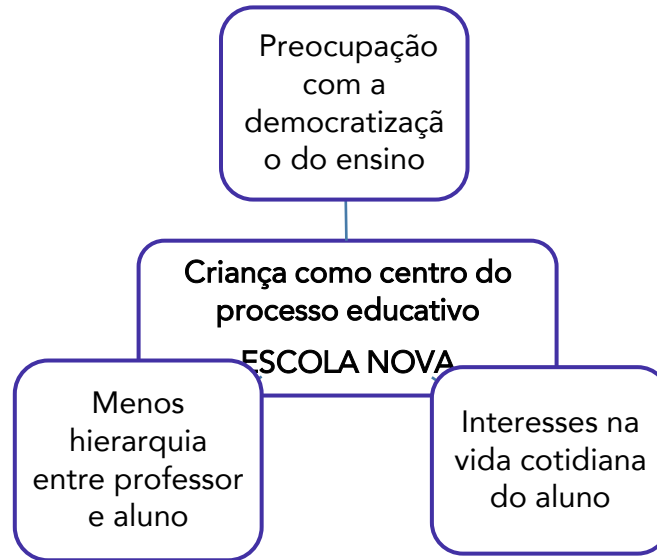 Preocupação
com a
democratizaçã
o do ensino
Criança como centro do
processo educativo
ESCOLA NOVA
Menos
hierarquia
entre professor
e aluno
Interesses na
vida cotidiana
do aluno